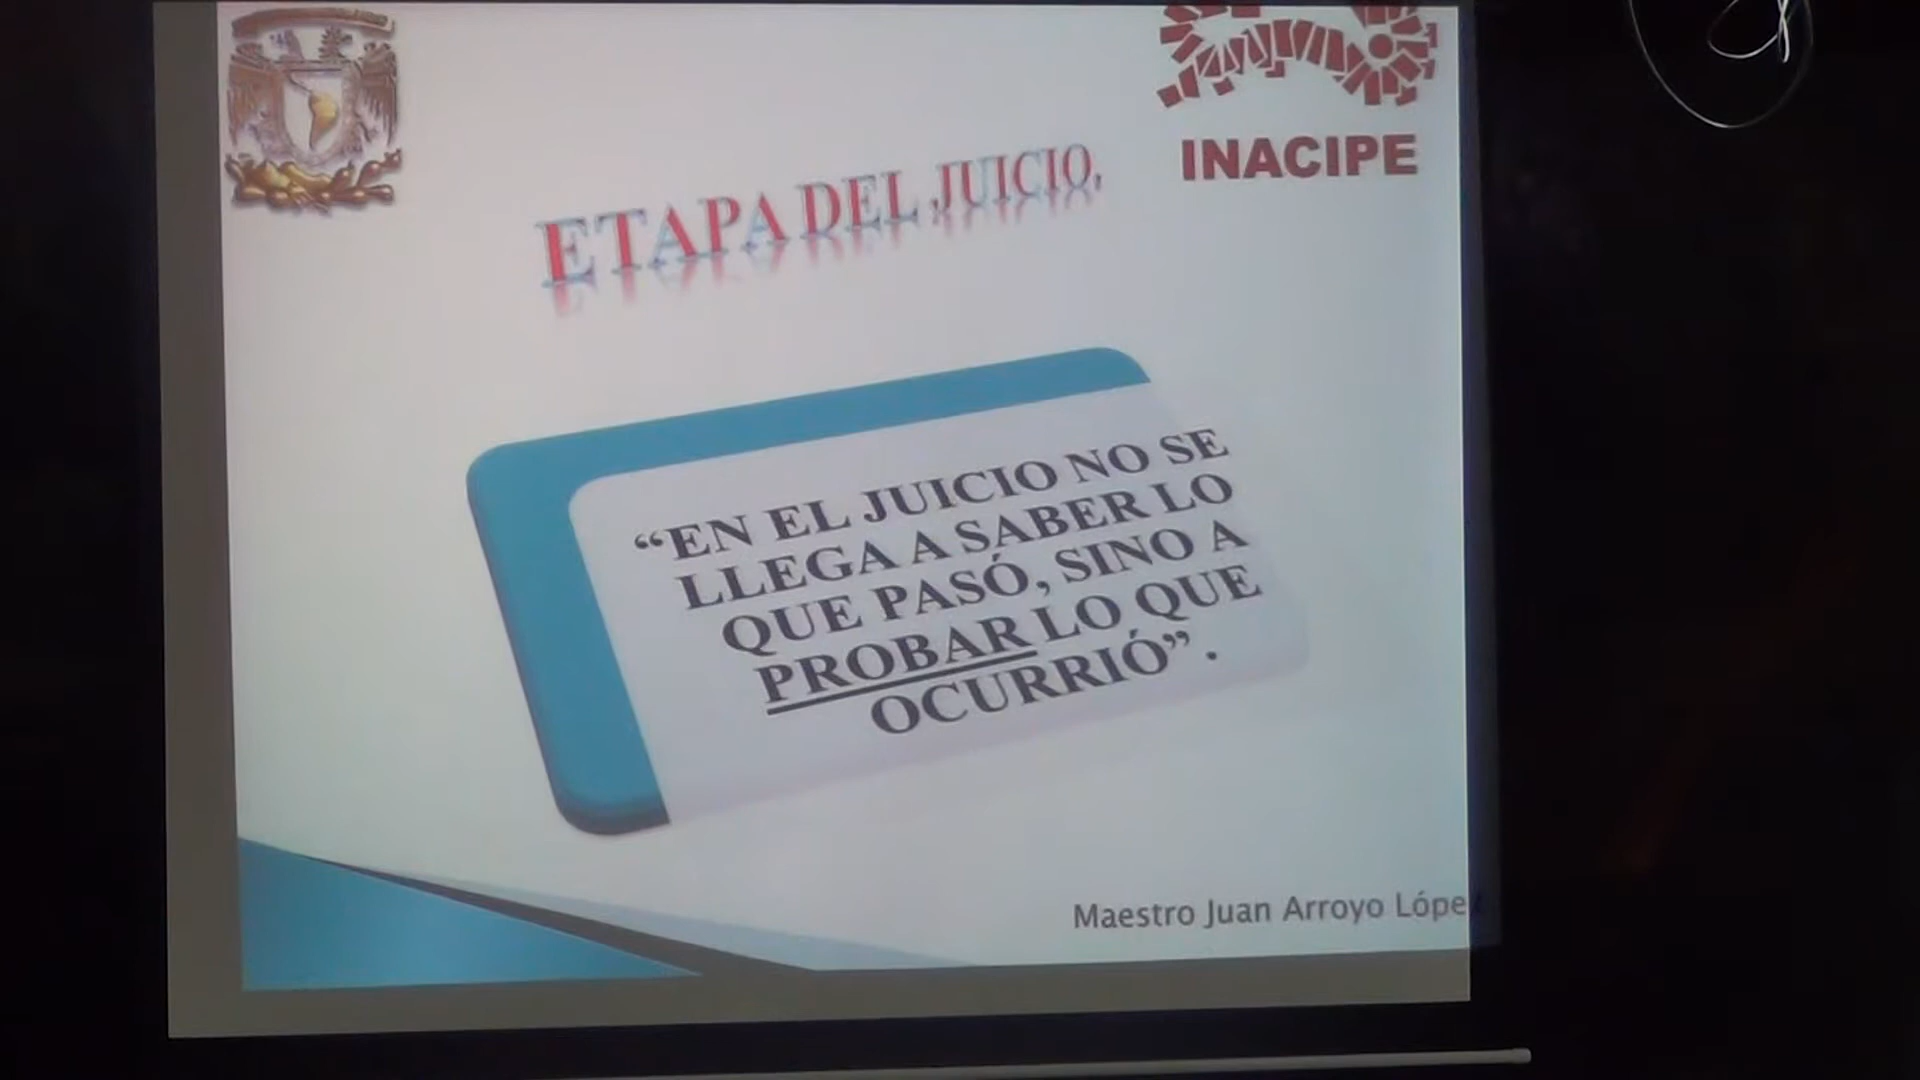 INACIPE
ETAPA DEL JUICIO.
“EN EL JUICIO NO SE
LLEGA A SABER LO
QUE PASÓ, SINO A
PROBAR LO QUE
OCURRIÓ” .
Maestro Juan Arroyo López